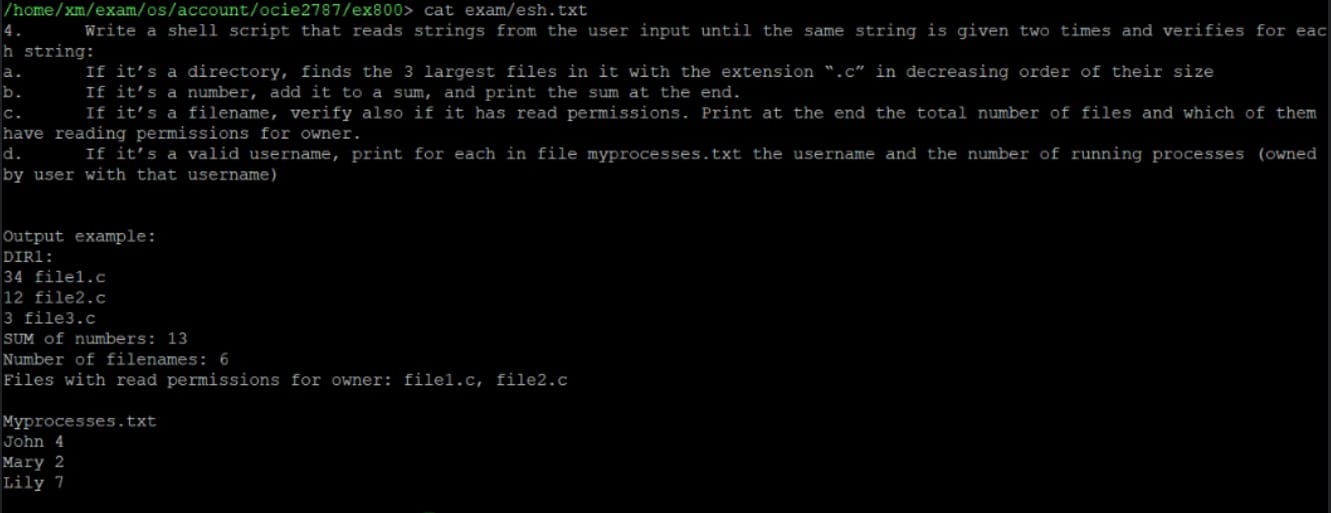 /home/xm/exam/os/account/ocie2787/ex800> cat exam/esh.txt
4. Write a shell script that reads strings from the user input until the same string is given two times and verifies for eac
h string:
a. If it’s a directory, finds the 3 largest files in it with the extension “.c” in decreasing order of their size
b. If it’s a number, add it to a sum, and print the sum at the end.
c. If it’s a filename, verify also if it has read permissions. Print at the end the total number of files and which of them
have reading permissions for owner.
d. If it’s a valid username, print for each in file myprocesses.txt the username and the number of running processes (owned
by user with that username)
Output example:
DIR1:
34 file1.c
12 file2.c
3 file3.c
SUM of numbers: 13
Number of filenames: 6
Files with read permissions for owner: file1.c, file2.c
Myprocesses.txt
John 4
Mary 2
Lily 7